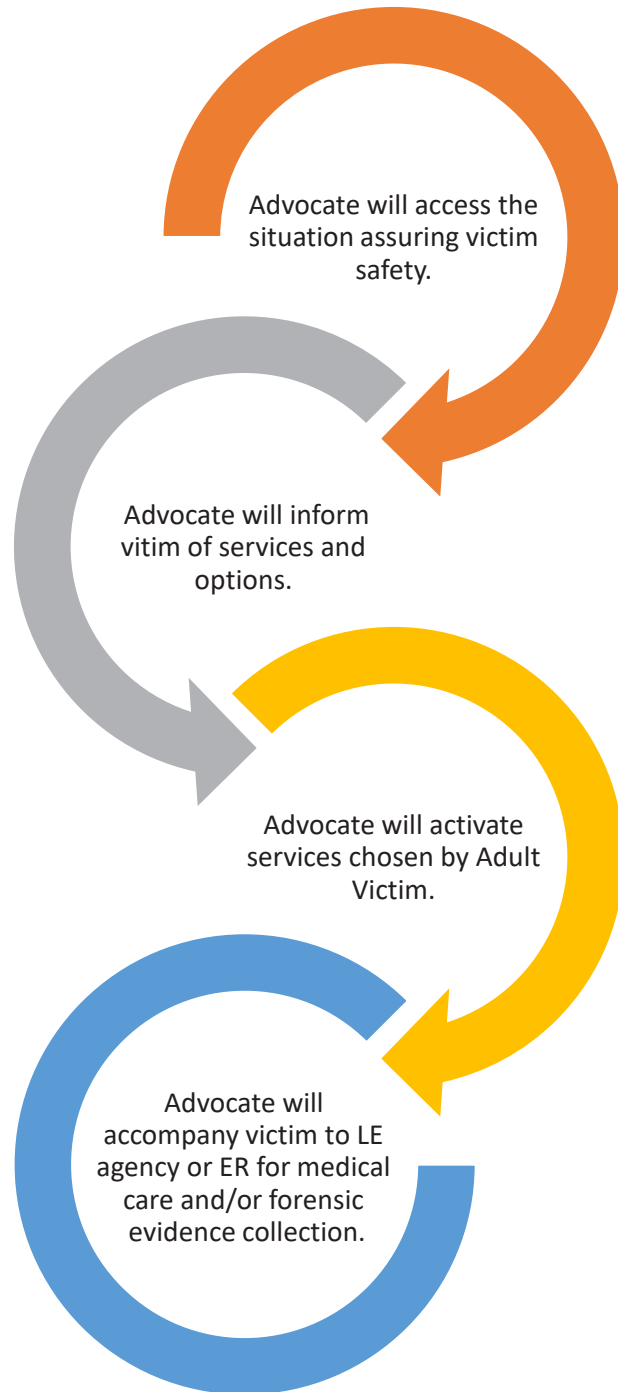 Advocate will access the
situation assuring victim
safety.
Advocate will inform
vitim of services and
options.
Advocate will activate
services chosen by Adult
Victim.
Advocate will
accompany victim to LE
agency or ER for medical
care and/or forensic
evidence collection.